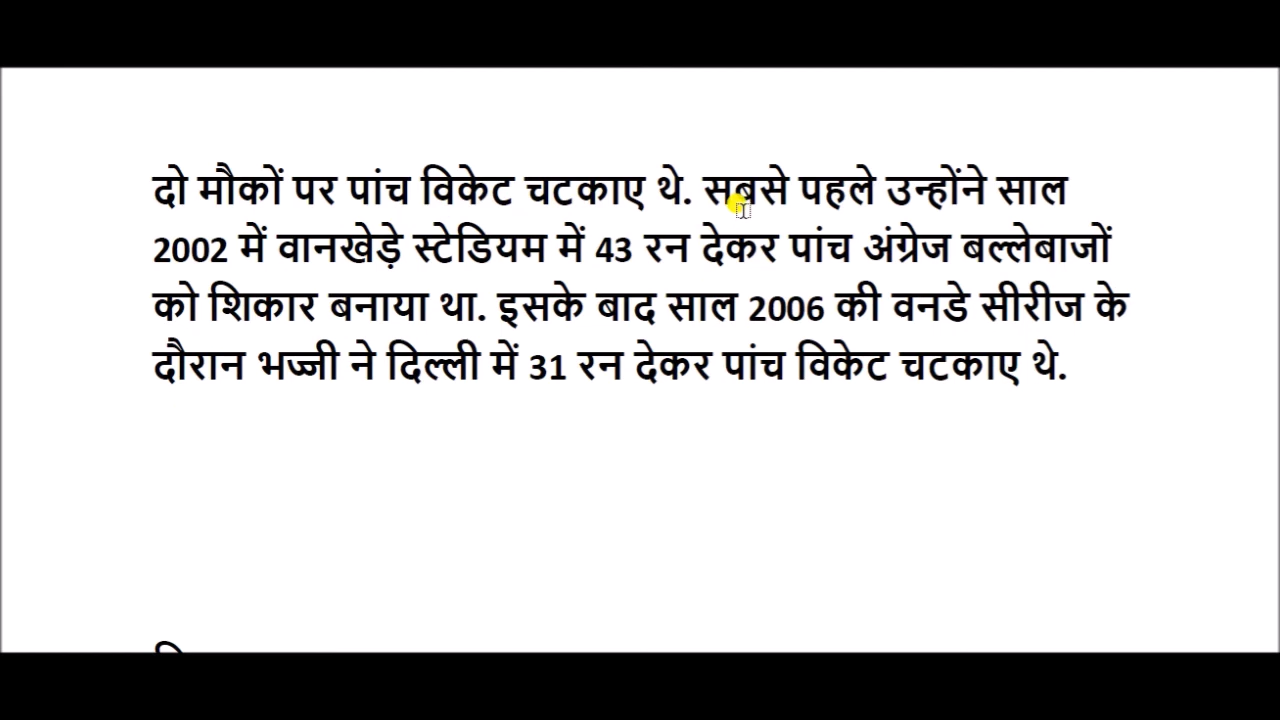 दो मौकों पर पांच विकेट चटकाए थे. सबसे पहले उन्होंने साल
2002 में वानखेड़े स्टेडियम में 43 रन देकर पांच अंग्रेज बल्लेबाजों
को शिकार बनाया था. इसके बाद साल 2006 की वनडे सीरीज के
दौरान भज्जी ने दिल्ली में 31 रन देकर पांच विकेट चटकाए थे.